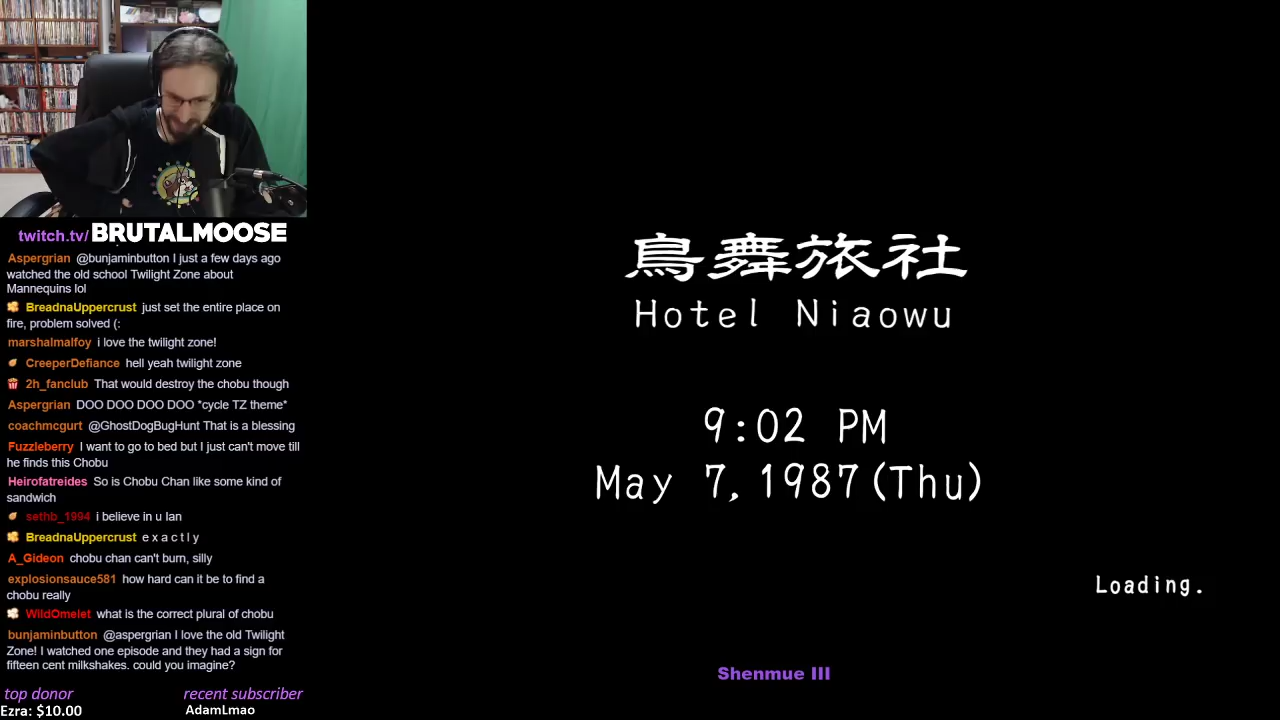 twitch.tv/BRUTALMOOSE
Aspergrian @bunjaminbutton I just a few days ago
watched the old school Twilight Zone about
Mannequins lol
BreadnaUppercrust just set the entire place on
fire, problem solved (:
marshalmalfoy i love the twilight zone!
CreeperDefiance hell yeah twilight zone
2h_fanclub That would destroy the chobu though
Aspergrian DOO DOO DOO DOO *cycle TZ theme*
coachmcgurt @GhostDogBugHunt That is a blessing
Fuzzleberry I want to go to bed but I just can't move till
he finds this Chobu
Heirofatreides So is Chobu Chan like some kind of
sandwich
sethb_1994 i believe in u Ian
BreadnaUppercrust e x a c t l y
A_Gideon chobu chan can't burn, silly
explosionsauce581 how hard can it be to find a
chobu really
WildOmelet what is the correct plural of chobu
bunjaminbutton @aspergrian I love the old Twilight
Zone! I watched one episode and they had a sign for
fifteen cent milkshakes. could you imagine?
top donor
Ezra: $10.00
recent subscriber
AdamLmao
鳥舞旅社
Hotel Niaowu
9:02 PM
May 7, 1987(Thu)
Loading.
Shenmue III